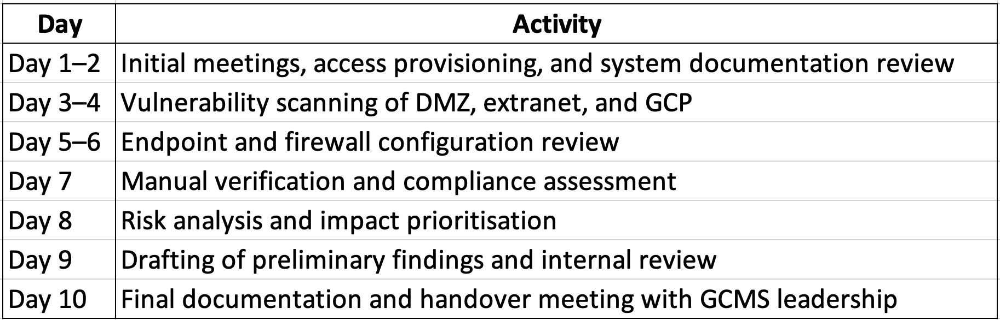 Day Activity
Day 1–2 Initial meetings, access provisioning, and system documentation review
Day 3–4 Vulnerability scanning of DMZ, extranet, and GCP
Day 5–6 Endpoint and firewall configuration review
Day 7 Manual verification and compliance assessment
Day 8 Risk analysis and impact prioritisation
Day 9 Drafting of preliminary findings and internal review
Day 10 Final documentation and handover meeting with GCMS leadership